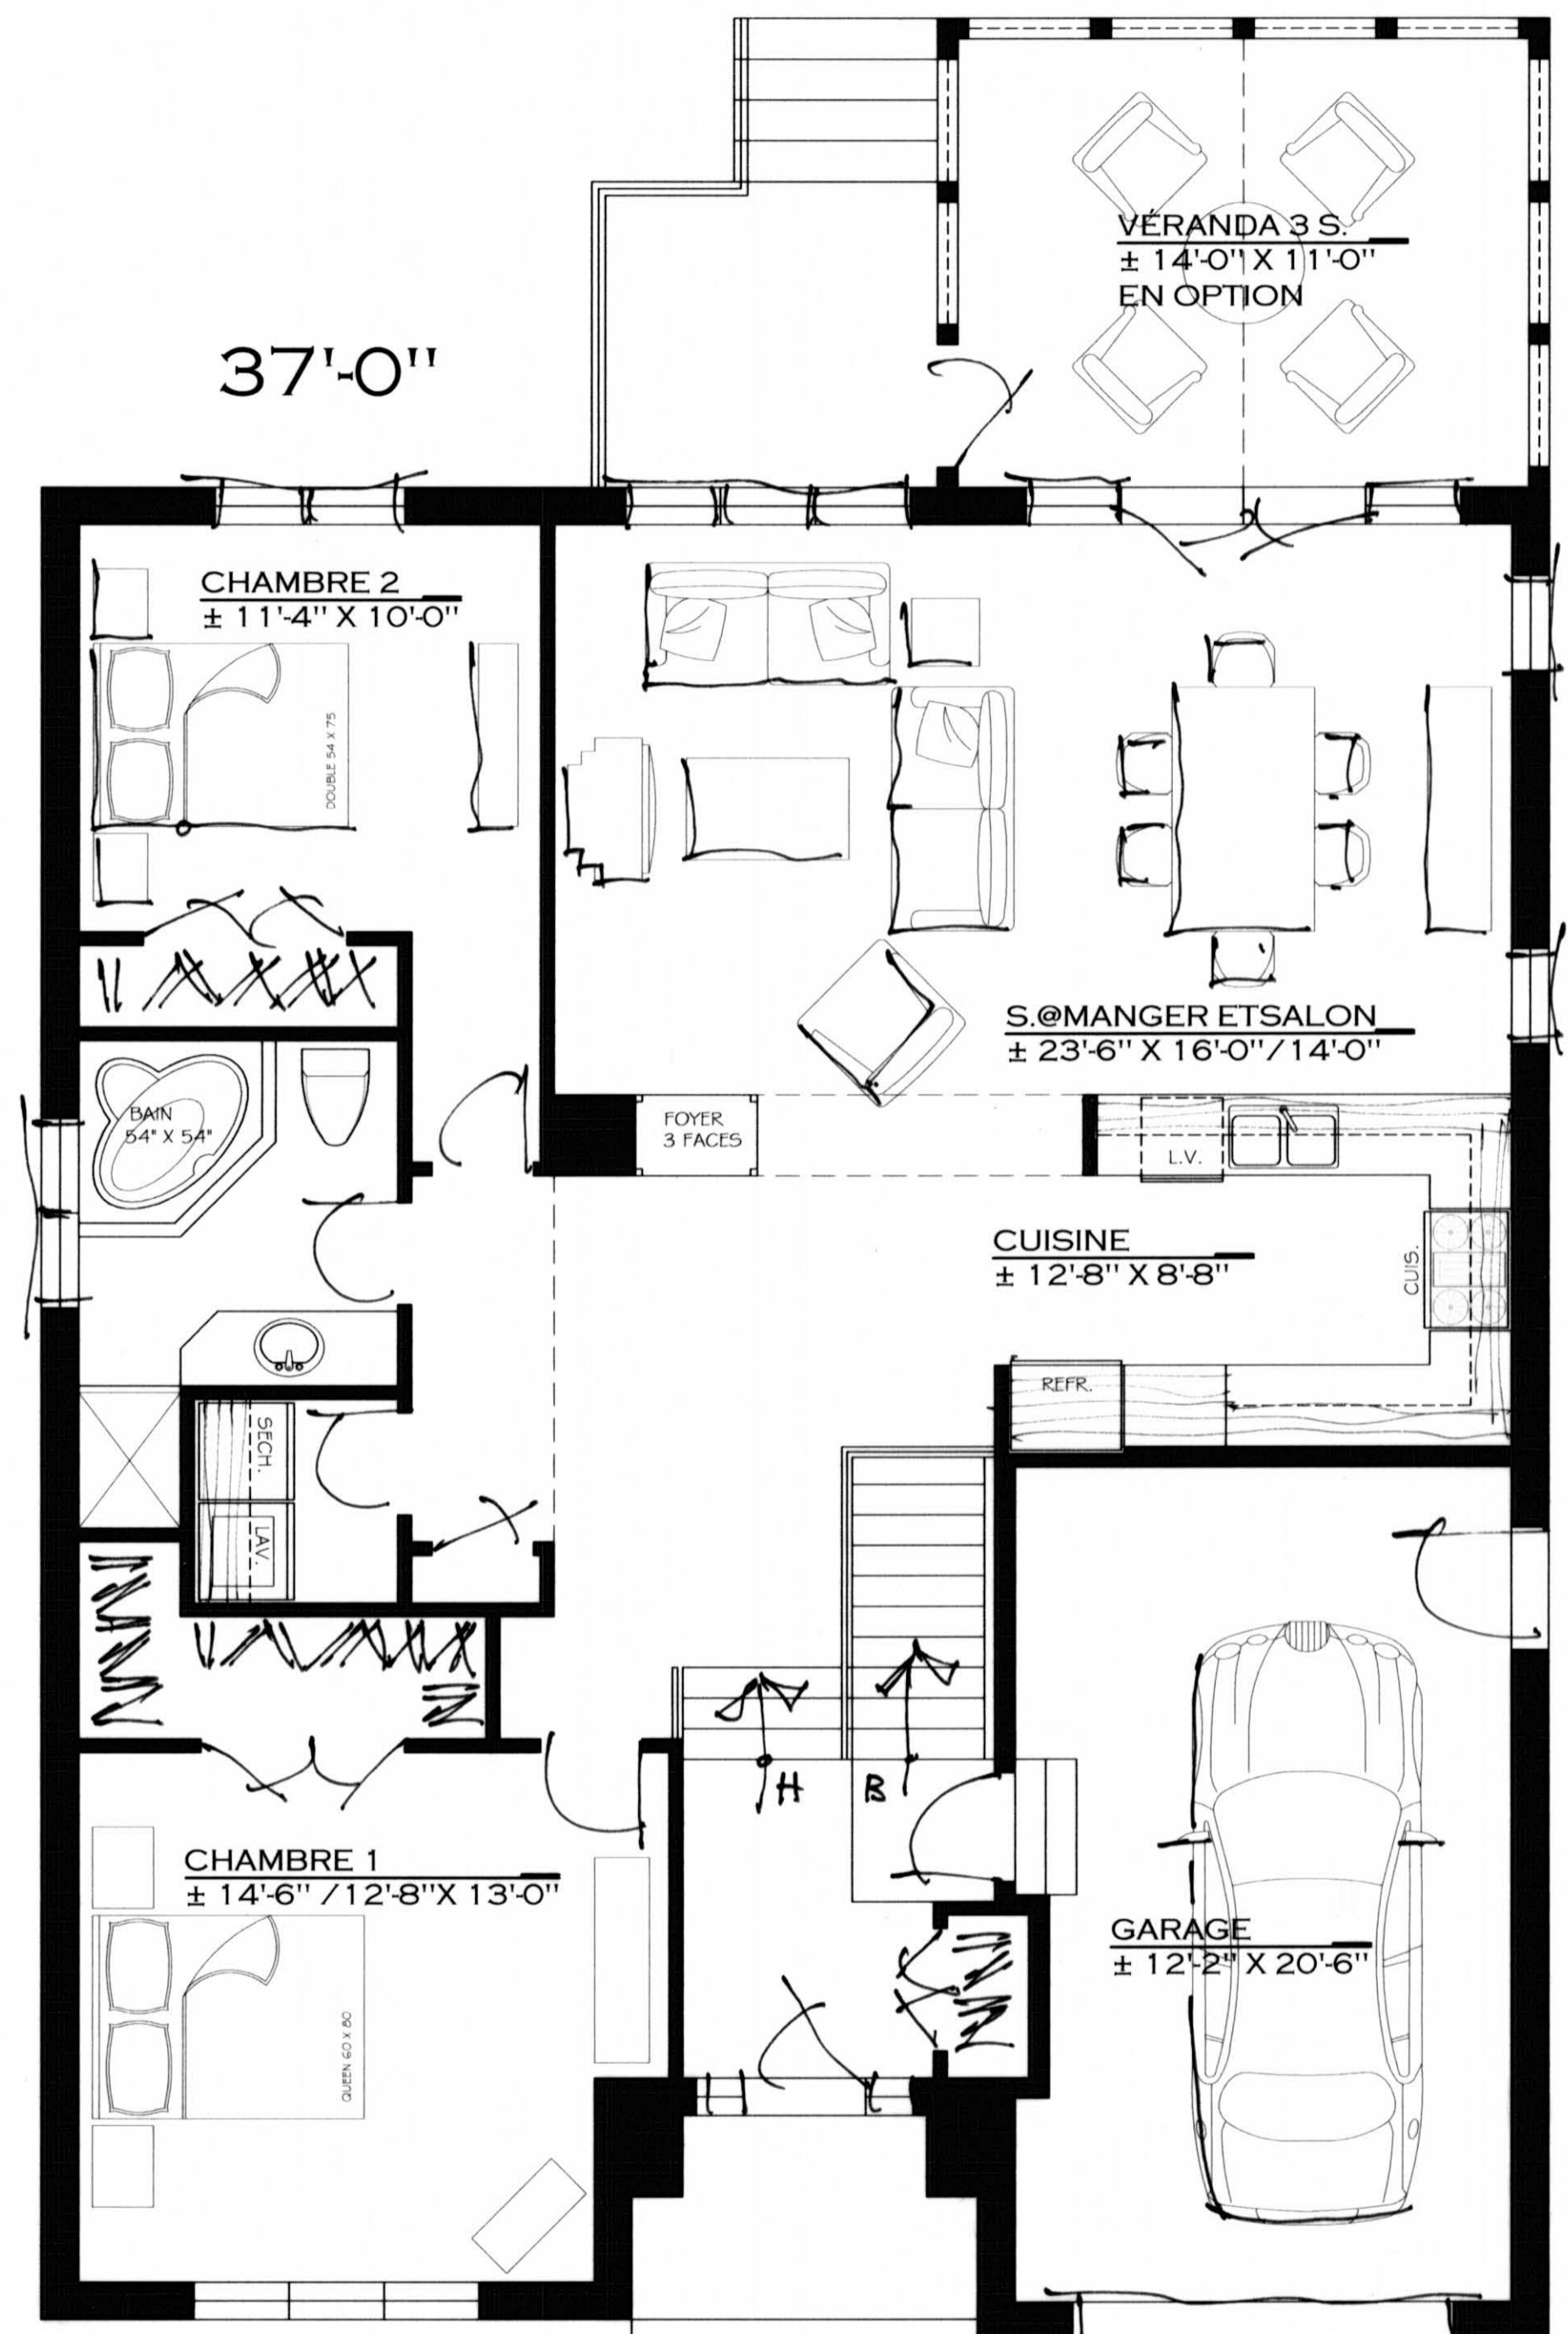 VÉRANDA 3 S.
± 14'-0" X 11'-0"
EN OPTION
37'-0"
CHAMBRE 2
± 11'-4" X 10'-0"
DOUBLE 54 X 75
S.@MANGER ETSALON
± 23'-6" X 16'-0"/14'-0"
BAIN
54" X 54"
FOYER
3 FACES
L.V.
CUISINE
± 12'-8" X 8'-8"
CUIS.
REFR.
SECH.
LAV.
H
B
CHAMBRE 1
± 14'-6" /12'-8"X 13'-0"
GARAGE
± 12'-2" X 20'-6"
QUEEN 60 X 80